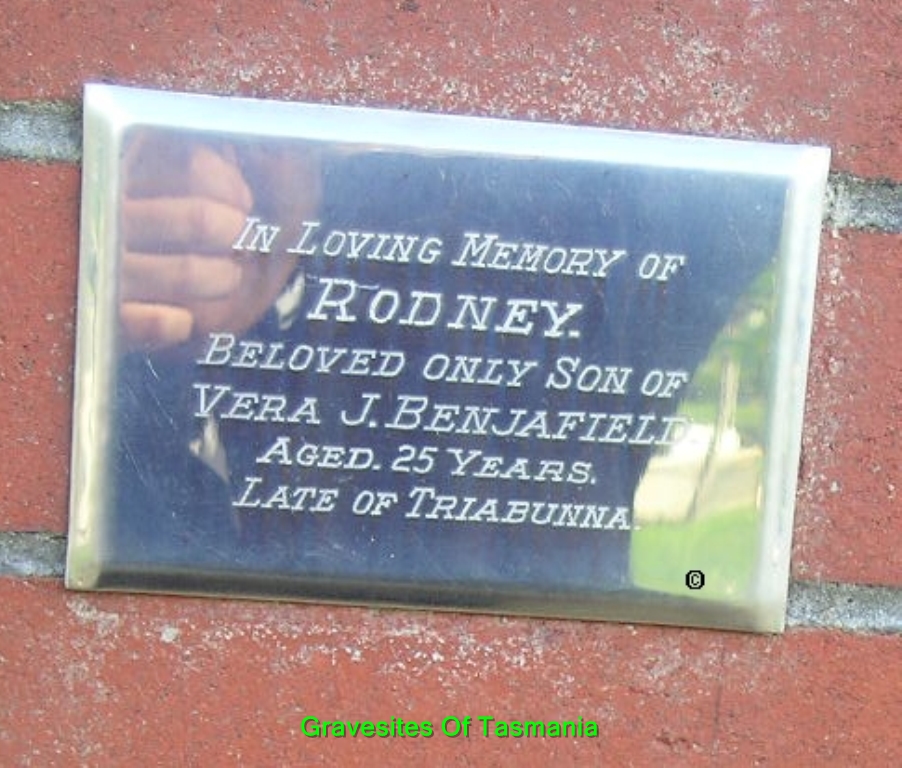 IN LOVING MEMORY OF
RODNEY.
BELOVED ONLY SON OF
VERA J. BENJAFIELD.
AGED. 25 YEARS.
LATE OF TRIABUNNA.
©
Gravesites Of Tasmania